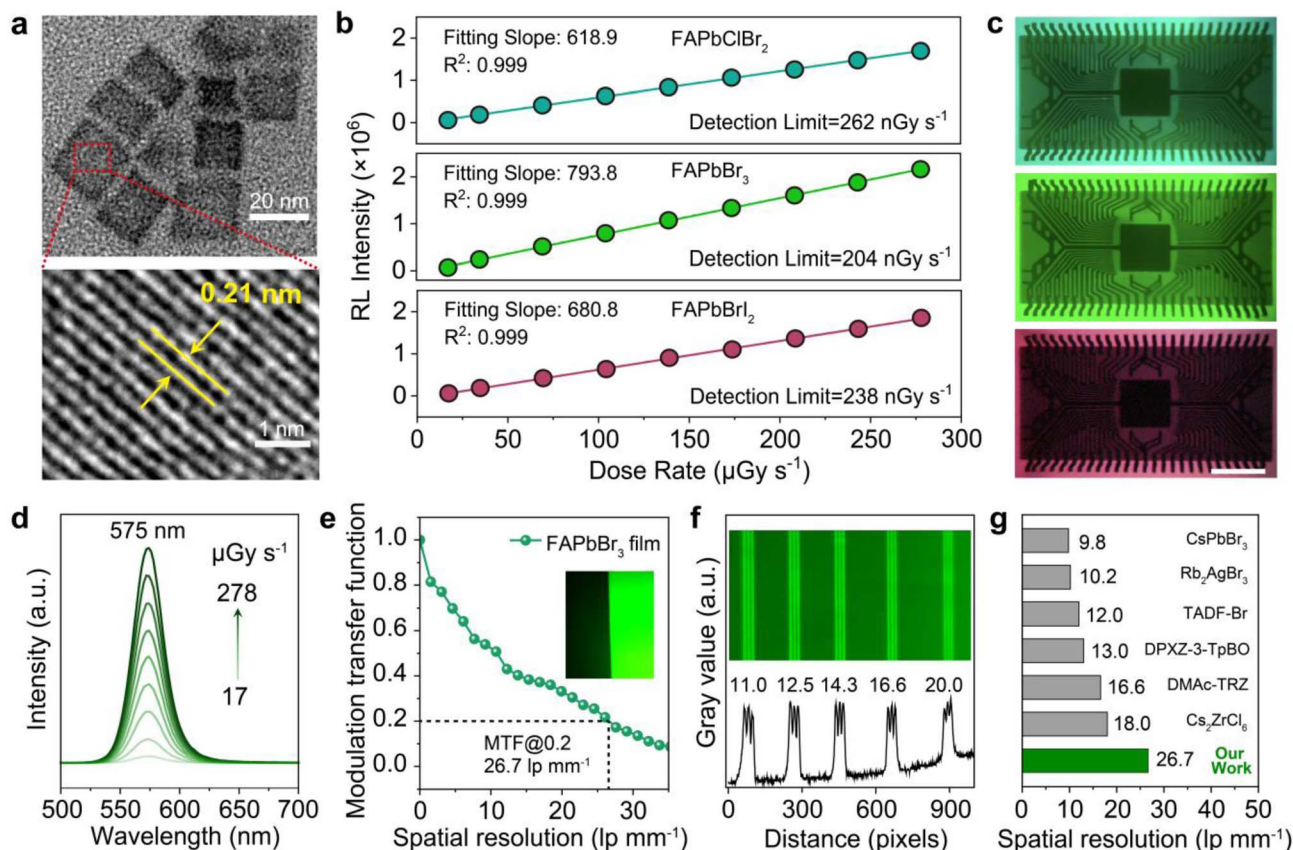 a
20 nm
0.21 nm
1 nm
b
RL Intensity (×10⁶)
2
1
0
Fitting Slope: 618.9
FAPbClBr₂
R²: 0.999
Detection Limit=262 nGy s⁻¹
2
1
0
Fitting Slope: 793.8
FAPbBr₃
R²: 0.999
Detection Limit=204 nGy s⁻¹
2
1
0
Fitting Slope: 680.8
FAPbBrI₂
R²: 0.999
Detection Limit=238 nGy s⁻¹
0 50 100 150 200 250 300
Dose Rate (μGy s⁻¹)
c
d
Intensity (a.u.)
575 nm
μGy s⁻¹
278
17
500 550 600 650 700
Wavelength (nm)
e
Modulation transfer function
1.0
0.8
0.6
0.4
0.2
0.0
FAPbBr₃ film
MTF@0.2
26.7 lp mm⁻¹
0 10 20 30
Spatial resolution (lp mm⁻¹)
f
Gray value (a.u.)
11.0 12.5 14.3 16.6 20.0
0 300 600 900
Distance (pixels)
g
9.8 CsPbBr₃
10.2 Rb₂AgBr₃
12.0 TADF-Br
13.0 DPXZ-3-TpBO
16.6 DMAc-TRZ
18.0 Cs₂ZrCl₆
26.7 Our
Work
0 10 20 30 40 50
Spatial resolution (lp mm⁻¹)